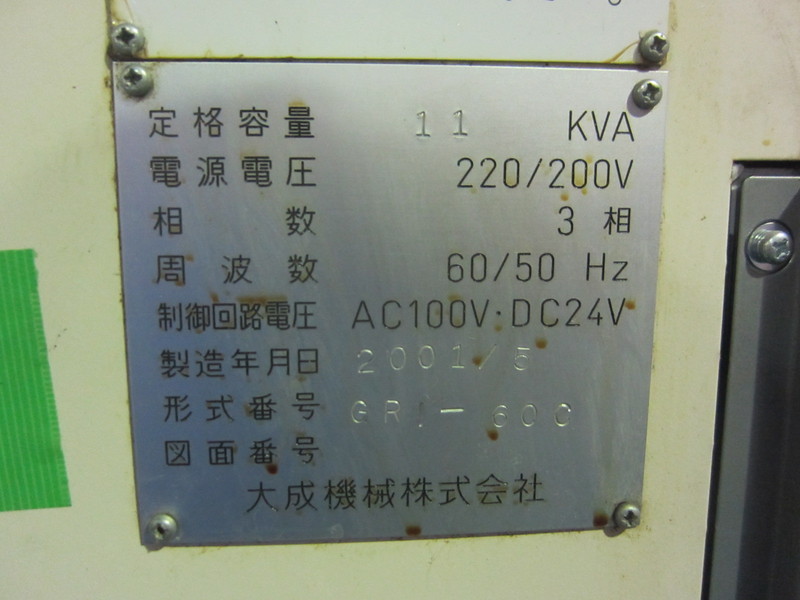 定格容量 11 KVA
電源電圧 220/200V
相数 3相
周波数 60/50 Hz
制御回路電圧 AC100V·DC24V
製造年月日 2001/5
形式番号
図面番号
大成機械株式会社